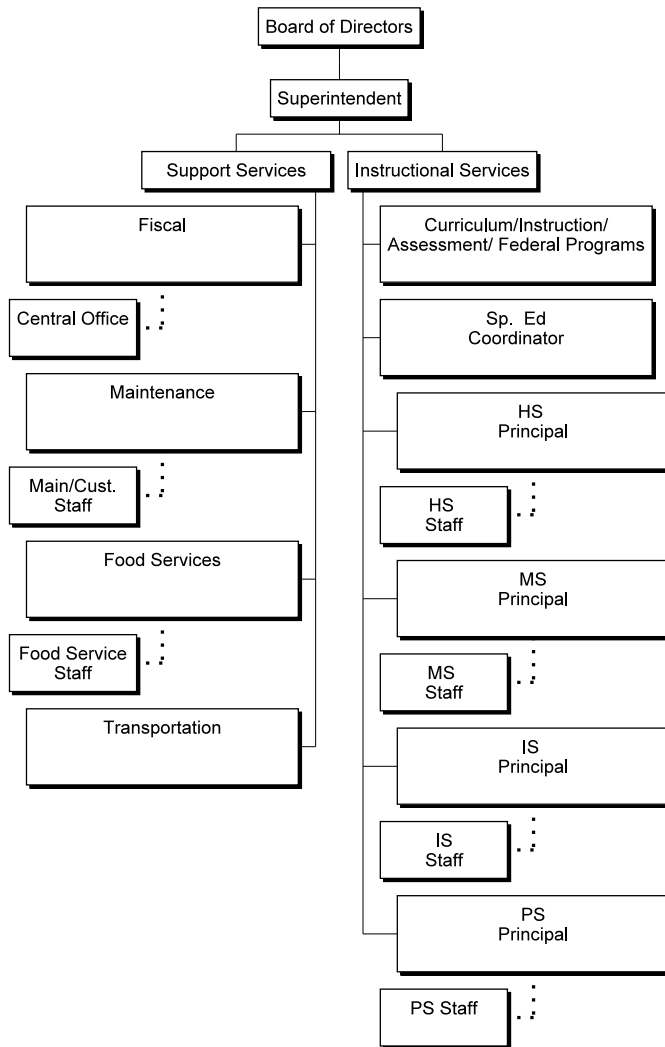 Board of Directors
Superintendent
Support Services
Instructional Services
Fiscal
Central Office
Maintenance
Main/Cust.
Staff
Food Services
Food Service
Staff
Transportation
Curriculum/Instruction/
Assessment/ Federal Programs
Sp. Ed
Coordinator
HS
Principal
HS
Staff
MS
Principal
MS
Staff
IS
Principal
IS
Staff
PS
Principal
PS Staff